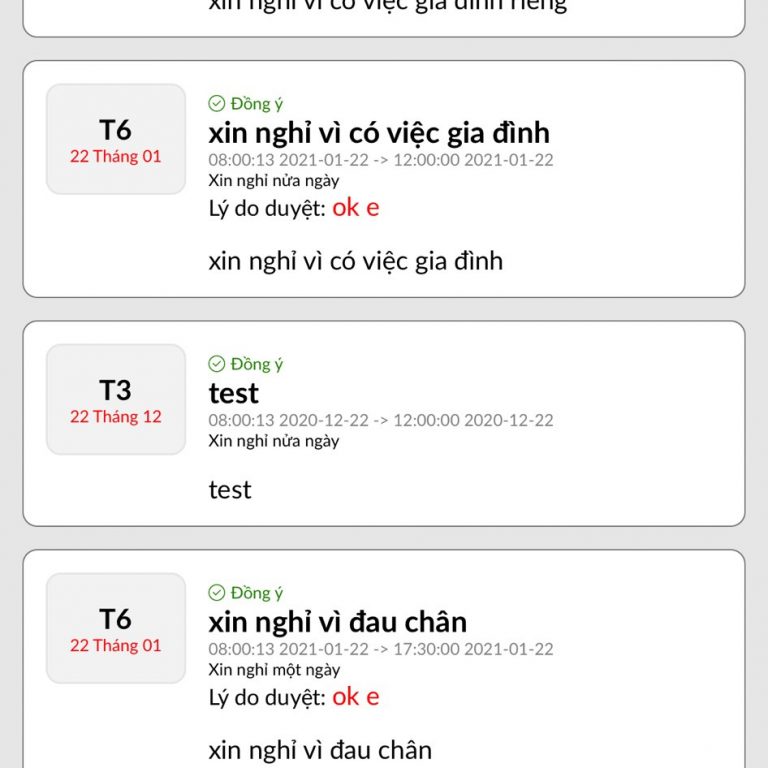 xin nghỉ vì có việc gia đình riêng
T6
22 Tháng 01
Đồng ý
xin nghỉ vì có việc gia đình
08:00:13 2021-01-22 -> 12:00:00 2021-01-22
Xin nghỉ nửa ngày
Lý do duyệt: ok e
xin nghỉ vì có việc gia đình
T3
22 Tháng 12
Đồng ý
test
08:00:13 2020-12-22 -> 12:00:00 2020-12-22
Xin nghỉ nửa ngày
test
T6
22 Tháng 01
Đồng ý
xin nghỉ vì đau chân
08:00:13 2021-01-22 -> 17:30:00 2021-01-22
Xin nghỉ một ngày
Lý do duyệt: ok e
xin nghỉ vì đau chân